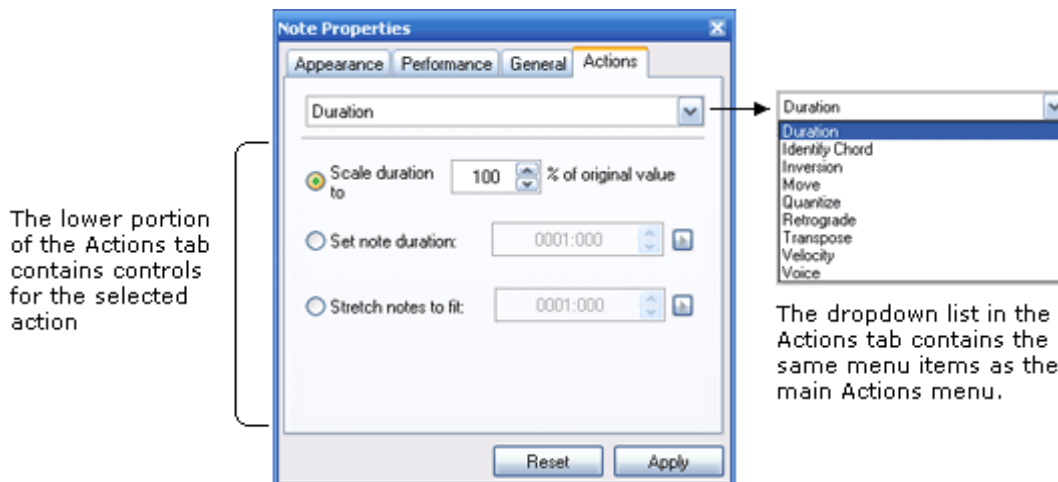 Note Properties
Appearance Performance General Actions
Duration
Scale duration
to
100 % of original value
Set note duration: 0001:000
Stretch notes to fit: 0001:000
Reset Apply
The lower portion
of the Actions tab
contains controls
for the selected
action
Duration
Duration
Identify Chord
Inversion
Move
Quantize
Retrograde
Transpose
Velocity
Voice
The dropdown list in the
Actions tab contains the
same menu items as the
main Actions menu.